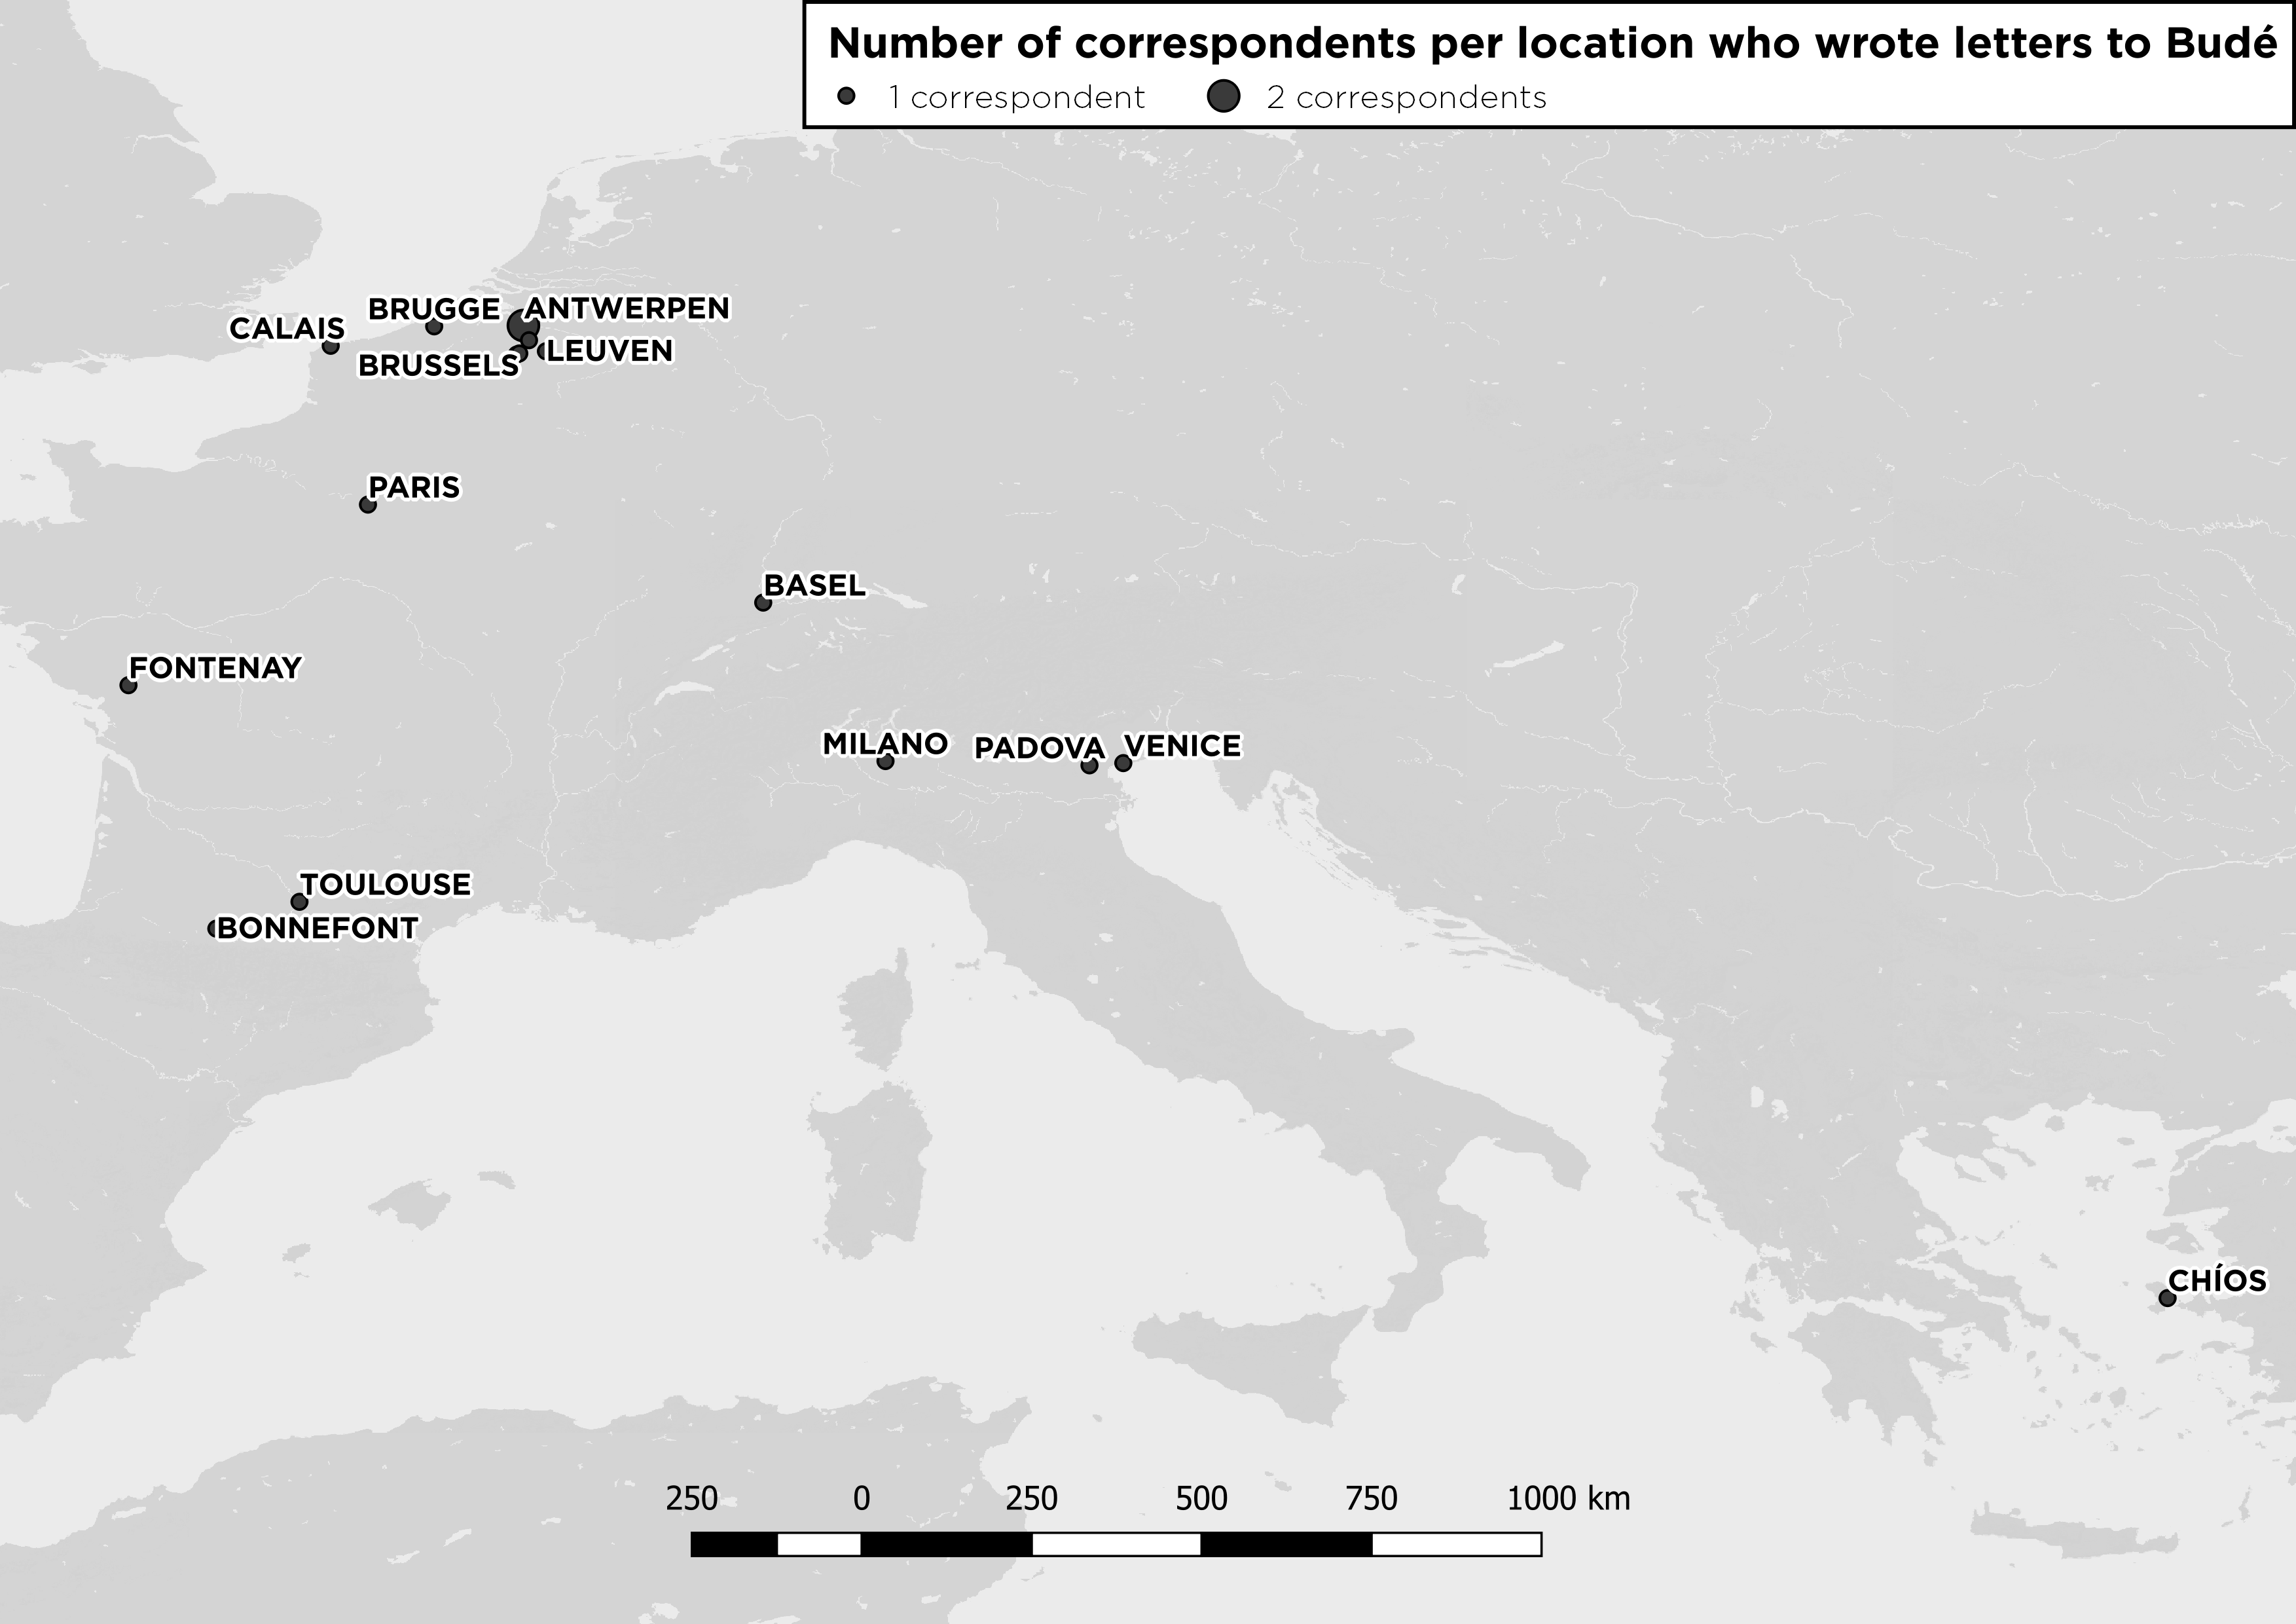 Number of correspondents per location who wrote letters to Budé
1 correspondent 2 correspondents
BRUGGE ANTWERPEN
CALAIS
BRUSSELS LEUVEN
PARIS
BASEL
FONTENAY
MILANO PADOVA VENICE
TOULOUSE
BONNEFONT
CHÍOS
250 0 250 500 750 1000 km